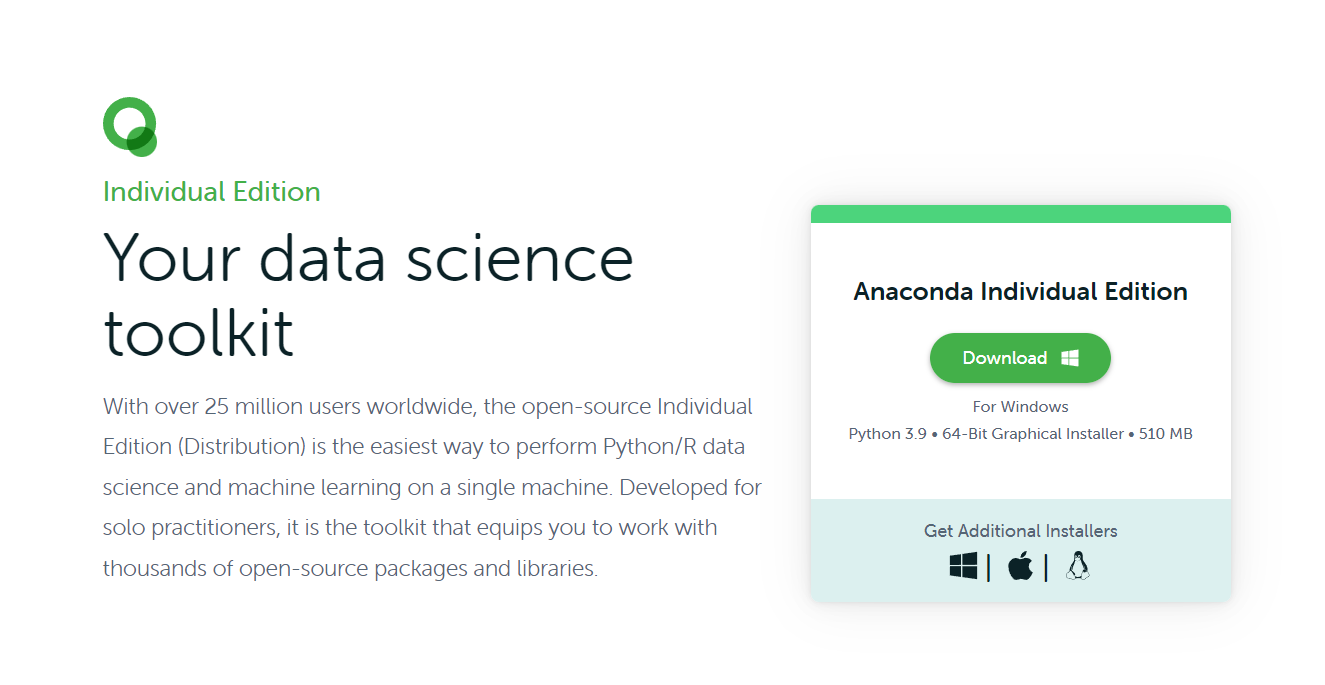 Individual Edition
Your data science
toolkit
With over 25 million users worldwide, the open-source Individual
Edition (Distribution) is the easiest way to perform Python/R data
science and machine learning on a single machine. Developed for
solo practitioners, it is the toolkit that equips you to work with
thousands of open-source packages and libraries.
Anaconda Individual Edition
Download
For Windows
Python 3.9 • 64-Bit Graphical Installer • 510 MB
Get Additional Installers